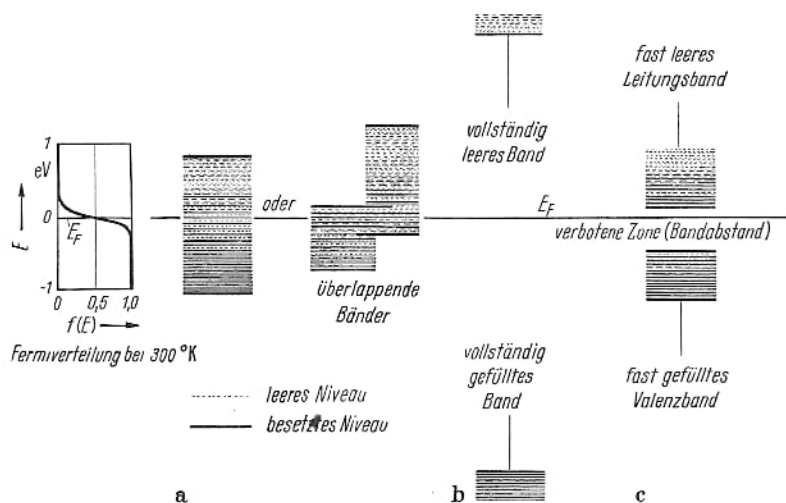 fast leeres
Leitungsband
vollständig
leeres Band
1
eV
0
-1
E
E_F
0 0,5 1,0
f(E)
Fermiverteilung bei 300 °K
oder
überlappende
Bänder
E_F
verbotene Zone (Bandabstand)
vollständig
gefülltes
Band
fast gefülltes
Valenzband
leeres Niveau
besetztes Niveau
a
b
c